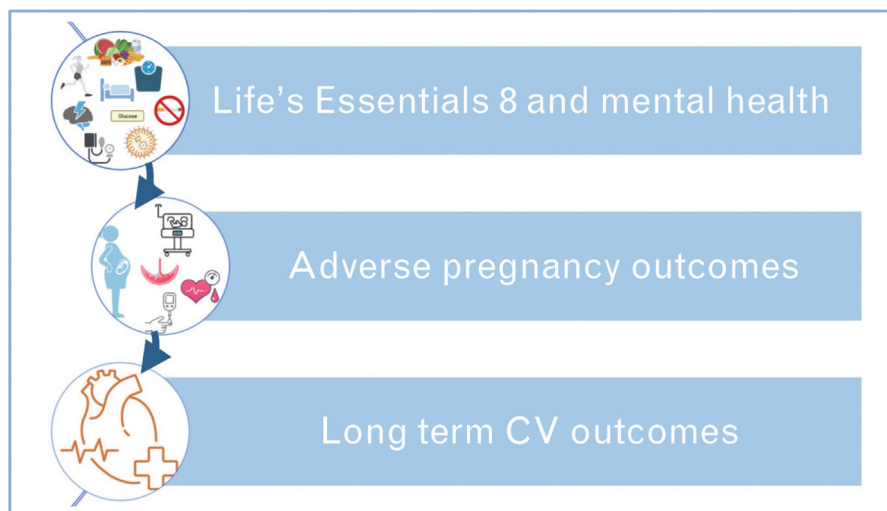 Life's Essentials 8 and mental health
Glucose
Adverse pregnancy outcomes
Long term CV outcomes